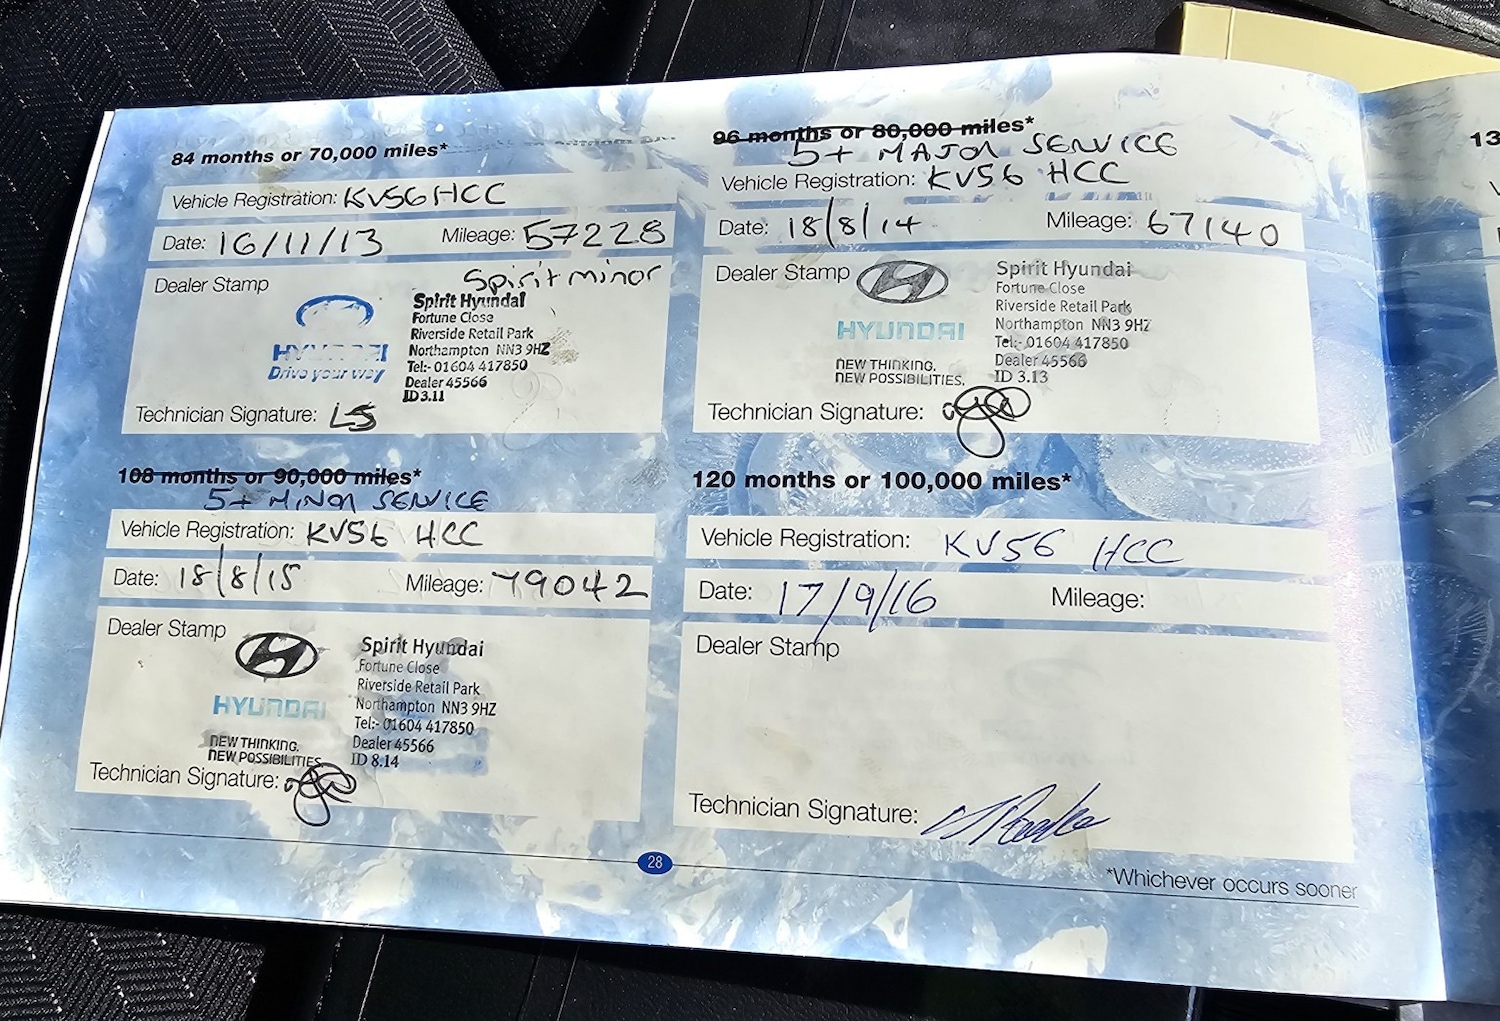 84 months or 70,000 miles*
Vehicle Registration: KV56 HCC
Date: 16/11/13 Mileage: 57228
Dealer Stamp
Spirit minor
HYUNDAI
Drive your way
Spirit Hyundai
Fortune Close
Riverside Retail Park
Northampton NN3 9HZ
Tel:- 01604 417850
Dealer 45566
ID 3.11
Technician Signature: LS
96 months or 80,000 miles*
5+ MAJOR SERVICE
Vehicle Registration: KV56 HCC
Date: 18/8/14 Mileage: 67140
Dealer Stamp
HYUNDAI
NEW THINKING.
NEW POSSIBILITIES.
Spirit Hyundai
Fortune Close
Riverside Retail Park
Northampton NN3 9HZ
Tel:- 01604 417850
Dealer 45566
ID 3.13
Technician Signature:
108 months or 90,000 miles*
5+ MINOR SERVICE
Vehicle Registration: KV56 HCC
Date: 18/8/15 Mileage: 79042
Dealer Stamp
HYUNDAI
NEW THINKING.
NEW POSSIBILITIES.
Spirit Hyundai
Fortune Close
Riverside Retail Park
Northampton NN3 9HZ
Tel:- 01604 417850
Dealer 45566
ID 8.14
Technician Signature:
120 months or 100,000 miles*
Vehicle Registration: KV56 HCC
Date: 17/9/16 Mileage:
Dealer Stamp
Technician Signature:
28
*Whichever occurs sooner
13